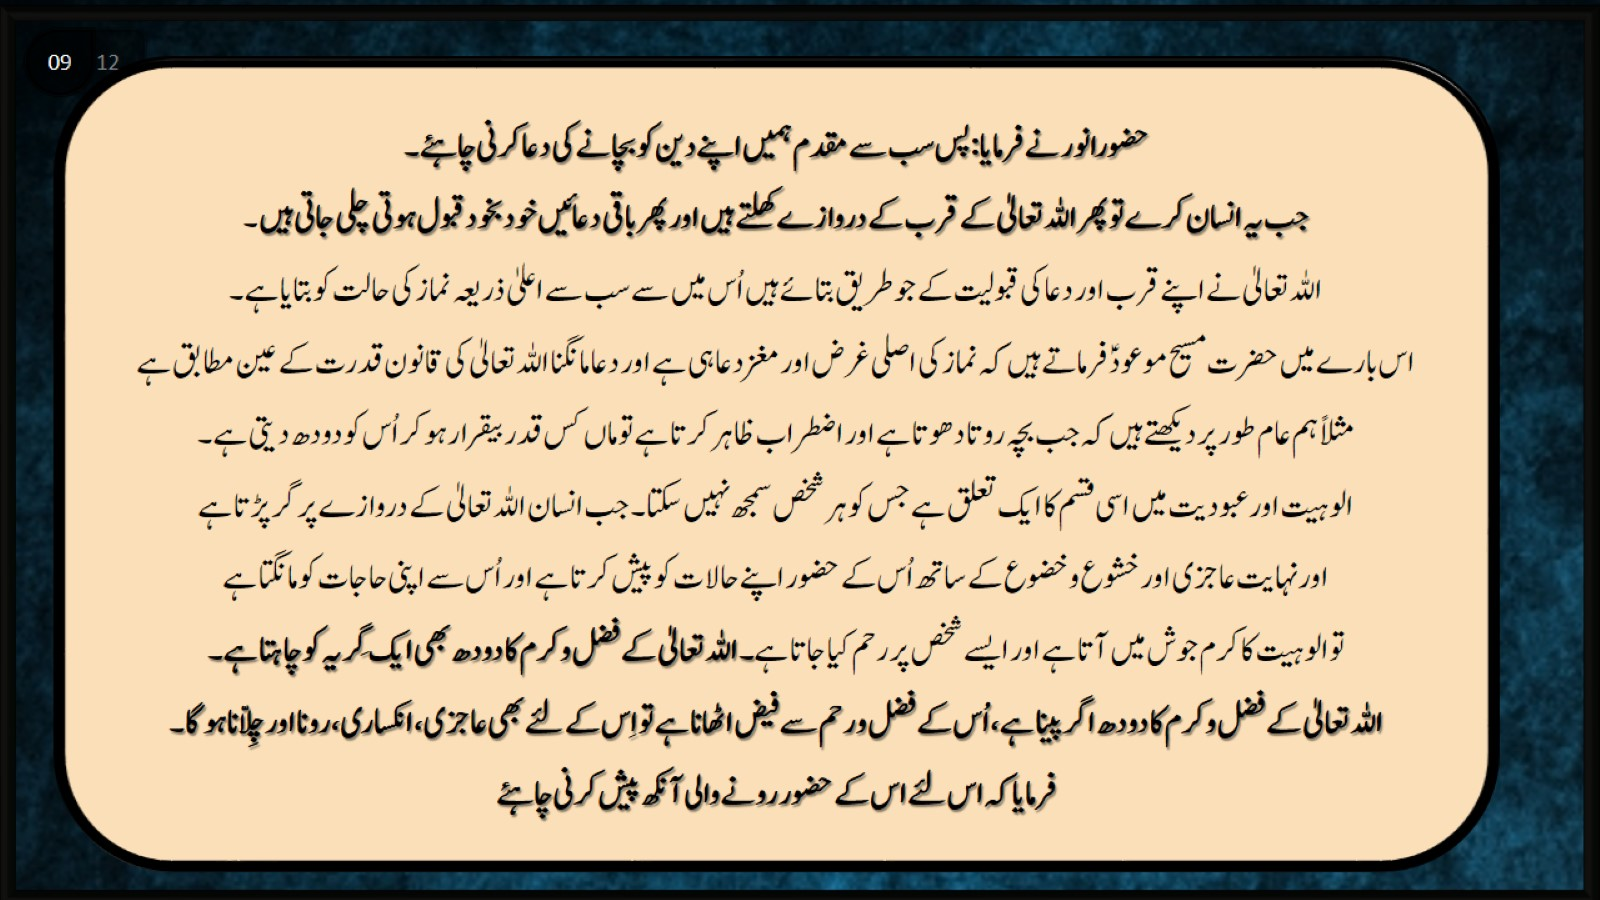 09 12
حضورانور نے فرمایا: پس سب سے مقدم ہمیں اپنے دین کو بچانے کی دعا کرنی چاہئے۔
جب یہ انسان کرے تو پھر اللہ تعالیٰ کے قرب کے دروازے کھلتے ہیں اور پھر باقی دعائیں خود بخود قبول ہوتی چلی جاتی ہیں۔
اللہ تعالیٰ نے اپنے قرب اور دعا کی قبولیت کے جو طریق بتائے ہیں اُس میں سے سب سے اعلیٰ ذریعہ نماز کی حالت کو بتایا ہے۔
اس بارے میں حضرت مسیح موعودؑ فرماتے ہیں کہ نماز کی اصلی غرض اور مغز دعا ہی ہے اور دعا مانگنا اللہ تعالیٰ کی قانون قدرت کے عین مطابق ہے
مثلاً ہم عام طور پر دیکھتے ہیں کہ جب بچہ روتا دھوتا ہے اور اضطراب ظاہر کرتا ہے تو ماں کس قدر بیقرار ہو کر اُس کو دودھ دیتی ہے۔
الوہیت اور عبودیت میں اسی قسم کا ایک تعلق ہے جس کو ہر شخص سمجھ نہیں سکتا۔ جب انسان اللہ تعالیٰ کے دروازے پر گر پڑتا ہے
اور نہایت عاجزی اور خشوع و خضوع کے ساتھ اُس کے حضور اپنے حالات کو پیش کرتا ہے اور اُس سے اپنی حاجات کو مانگتا ہے
تو الوہیت کا کرم جوش میں آتا ہے اور ایسے شخص پر رحم کیا جاتا ہے۔ اللہ تعالیٰ کے فضل و کرم کا دودھ بھی ایک گِریہ کو چاہتا ہے۔
اللہ تعالیٰ کے فضل و کرم کا دودھ اگر پینا ہے، اُس کے فضل و رحم سے فیض اٹھانا ہے تو اِس کے لئے بھی عاجزی، انکساری، رونا اور چِلّانا ہو گا۔
فرمایا کہ اس لئے اس کے حضور رونے والی آنکھ پیش کرنی چاہئے